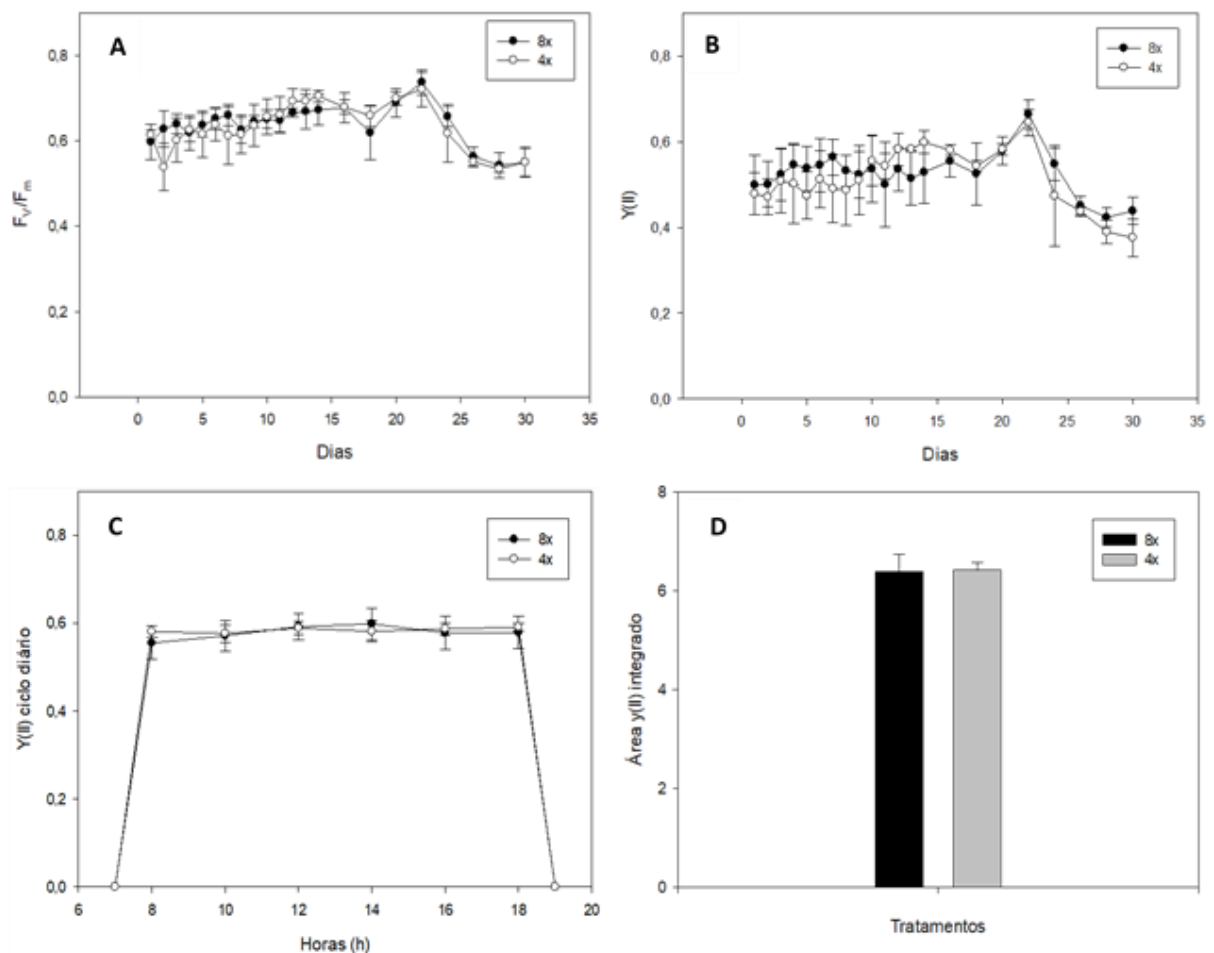 A
8x
4x
0,8
0,6
0,4
0,2
0,0
Fv/Fm
0 5 10 15 20 25 30 35
Dias
B
8x
4x
0,8
0,6
0,4
0,2
0,0
Y(II)
0 5 10 15 20 25 30 35
Dias
C
8x
4x
0,8
0,6
0,4
0,2
0,0
Y(II) ciclo diário
6 8 10 12 14 16 18 20
Horas (h)
D
8x
4x
8
6
4
2
0
Área y(II) integrado
Tratamentos